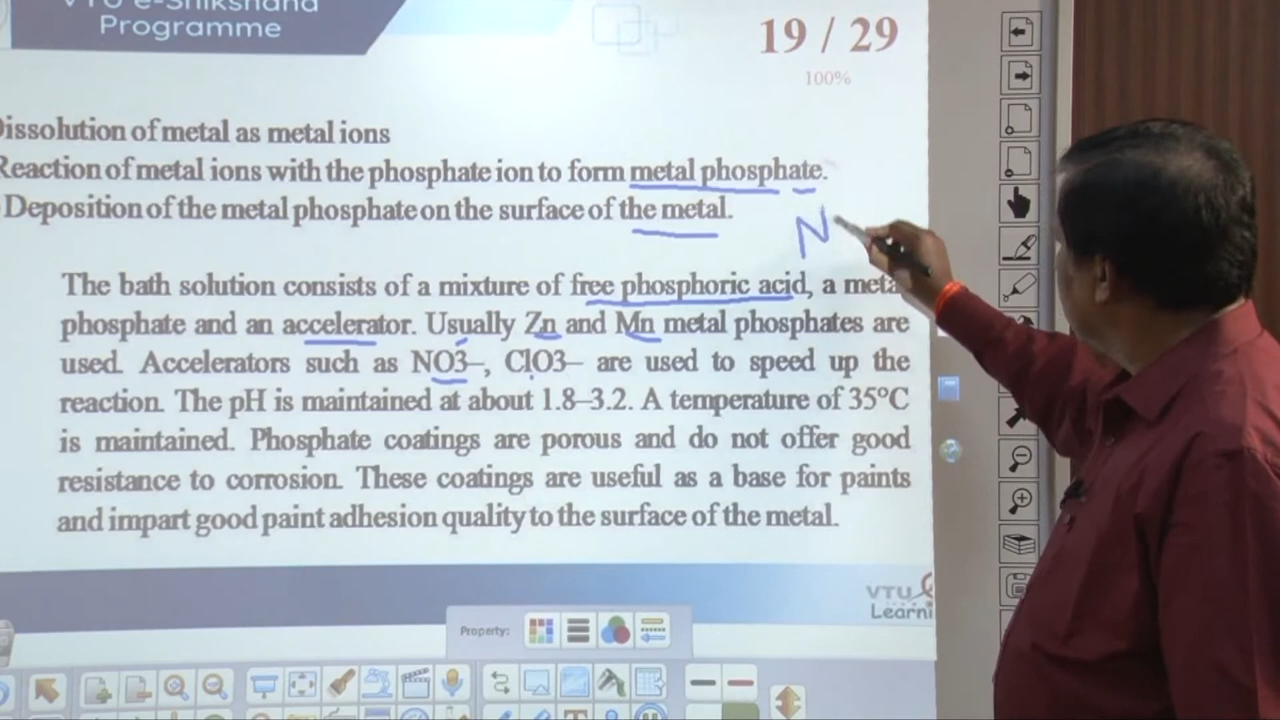 VTU e-Shikshana
Programme
19 / 29
100%
Dissolution of metal as metal ions
Reaction of metal ions with the phosphate ion to form metal phosphate.
Deposition of the metal phosphate on the surface of the metal.
N
The bath solution consists of a mixture of free phosphoric acid, a metal
phosphate and an accelerator. Usually Zn and Mn metal phosphates are
used. Accelerators such as NO3–, ClO3– are used to speed up the
reaction. The pH is maintained at about 1.8–3.2. A temperature of 35°C
is maintained. Phosphate coatings are porous and do not offer good
resistance to corrosion. These coatings are useful as a base for paints
and impart good paint adhesion quality to the surface of the metal.
VTU
Learni
Property: